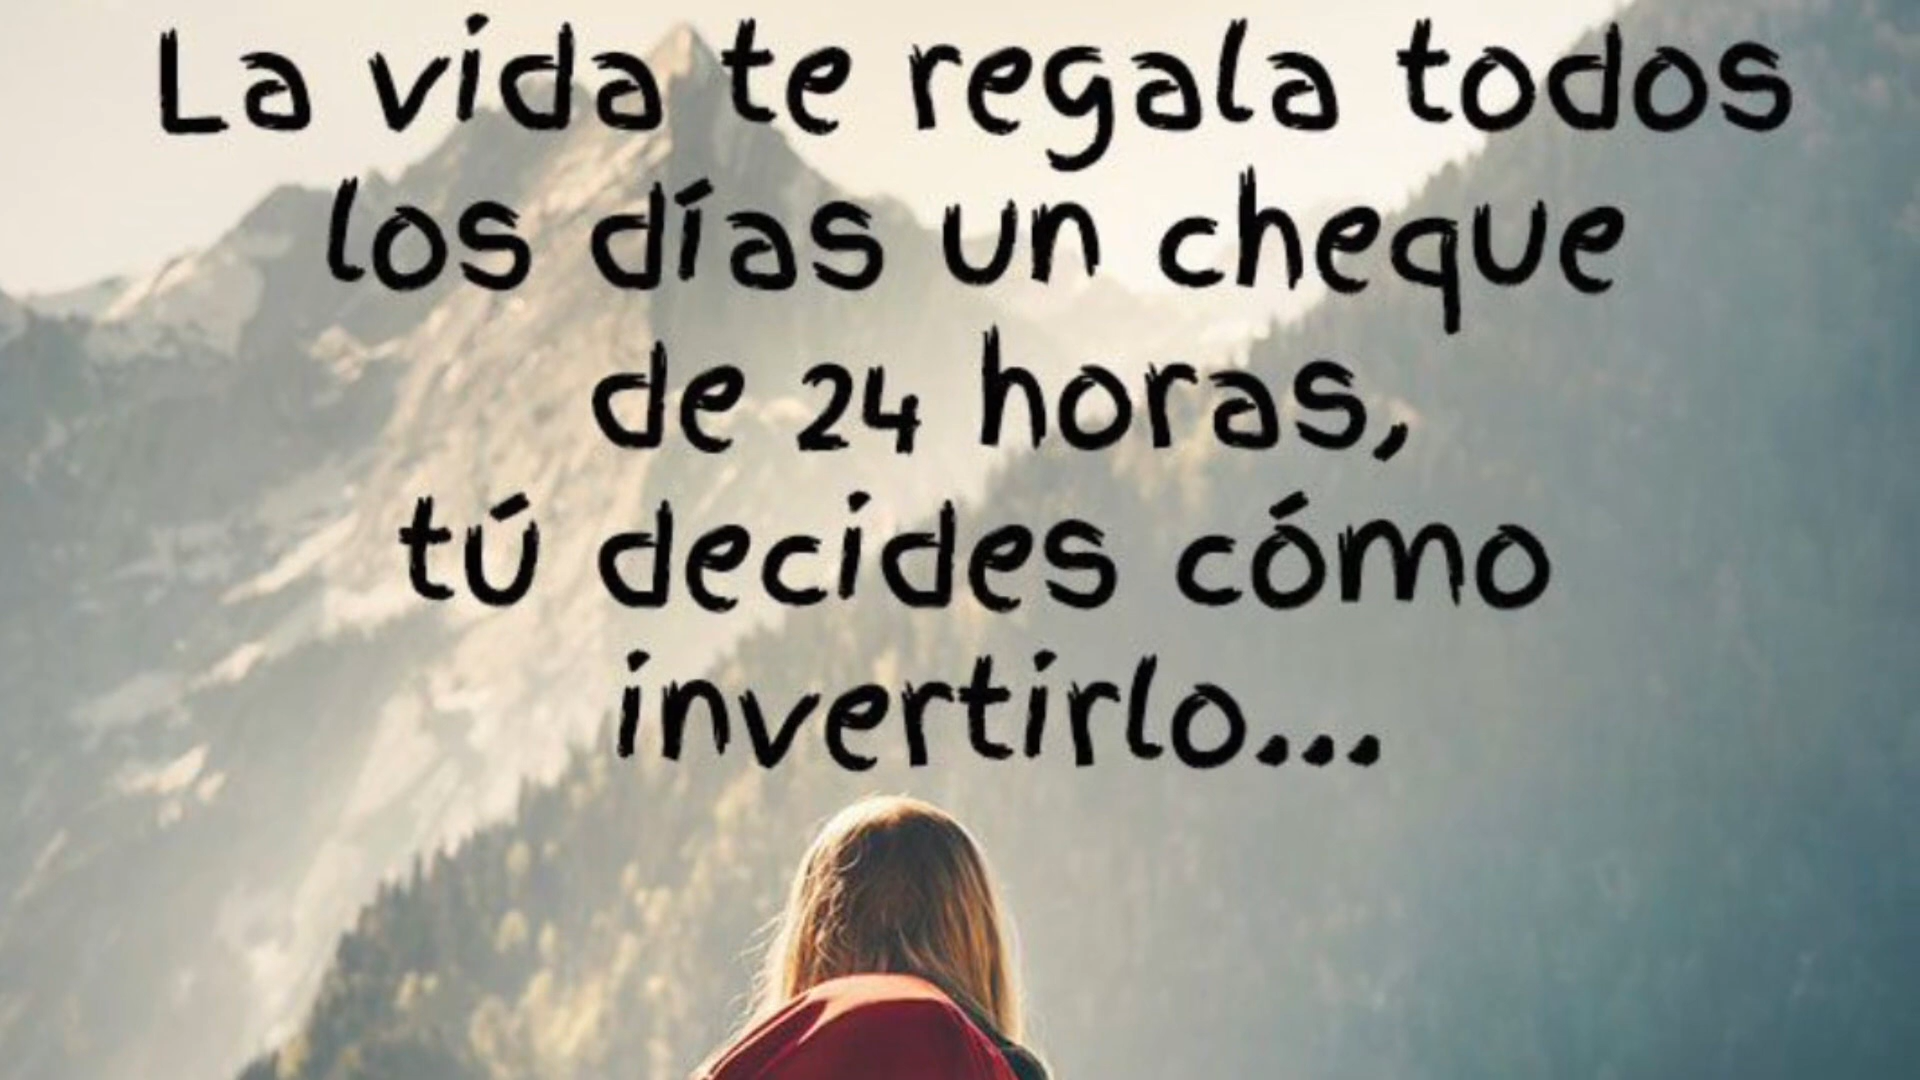 La vida te regala todos
los días un cheque
de 24 horas,
tú decides cómo
invertirlo...